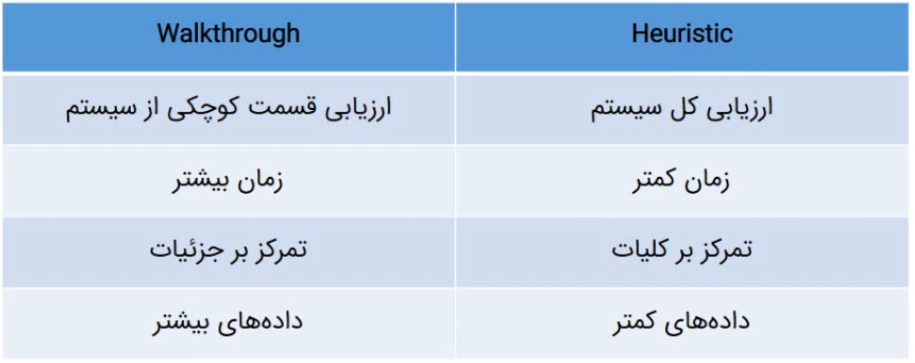 Heuristic
Walkthrough
ارزیابی کل سیستم
ارزیابی قسمت کوچکی از سیستم
زمان کمتر
زمان بیشتر
تمرکز بر کلیات
تمرکز بر جزئیات
داده‌های کمتر
داده‌های بیشتر